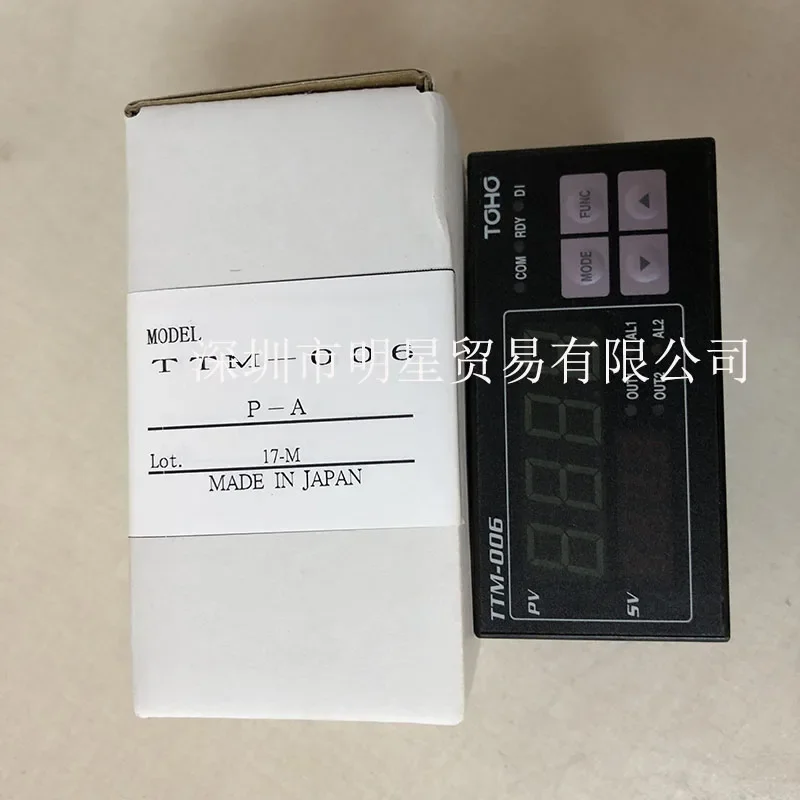 MODEL
TTM-006
P-A
Lot. 17-M
MADE IN JAPAN
深圳市明星贸易有限公司
TOHO
COM RDY DI
MODE FUNC
OUT1 AL1
OUT2 AL2
TTM-006
PV
SV